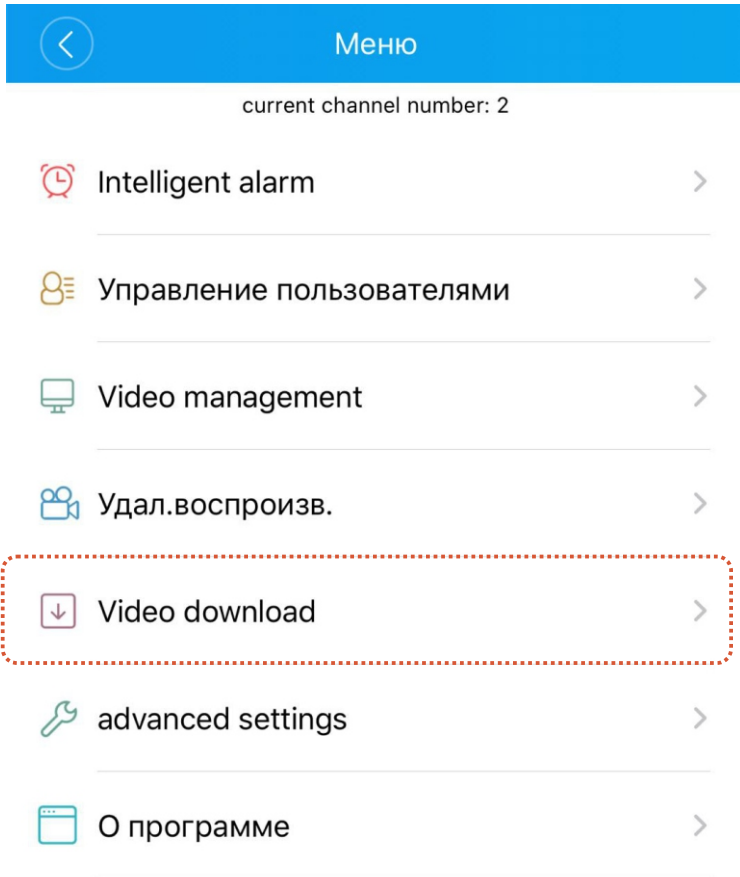 Меню
current channel number: 2
Intelligent alarm
Управление пользователями
Video management
Удал.воспроизв.
Video download
advanced settings
О программе